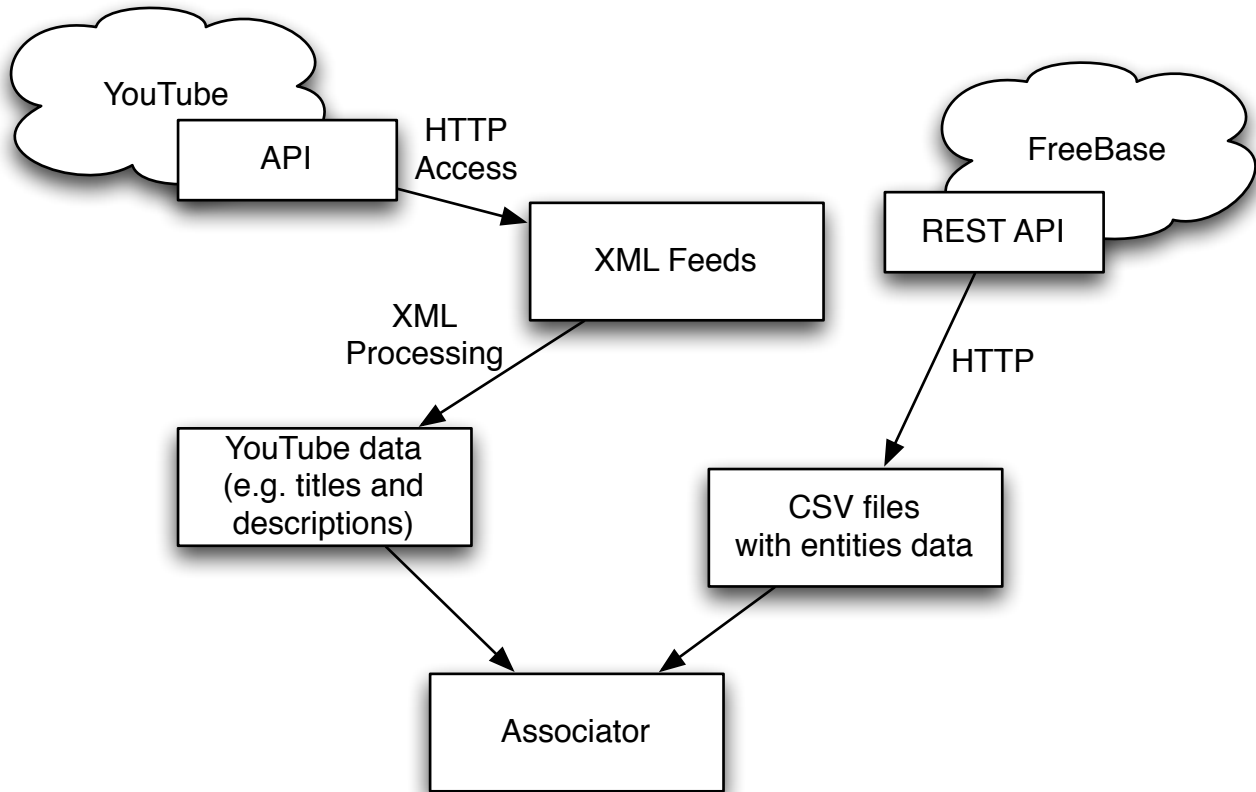 YouTube
API
HTTP
Access
FreeBase
REST API
XML Feeds
XML
Processing
HTTP
YouTube data
(e.g. titles and
descriptions)
CSV files
with entities data
Associator